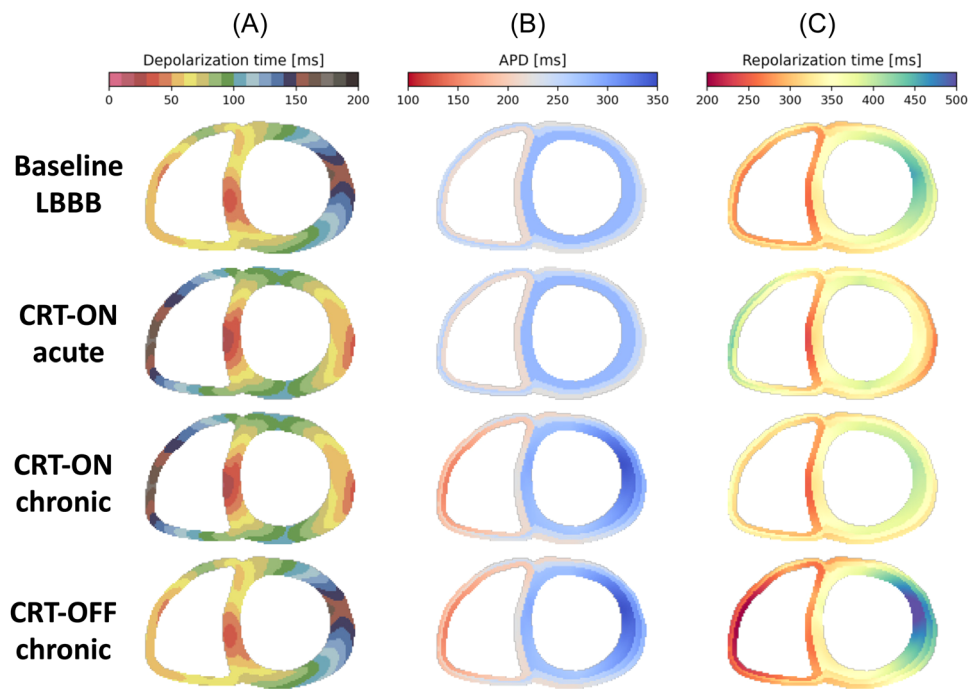 (A) (B) (C)
Depolarization time [ms] APD [ms] Repolarization time [ms]
0 50 100 150 200 100 150 200 250 300 350 200 250 300 350 400 450 500
Baseline
LBBB
CRT-ON
acute
CRT-ON
chronic
CRT-OFF
chronic